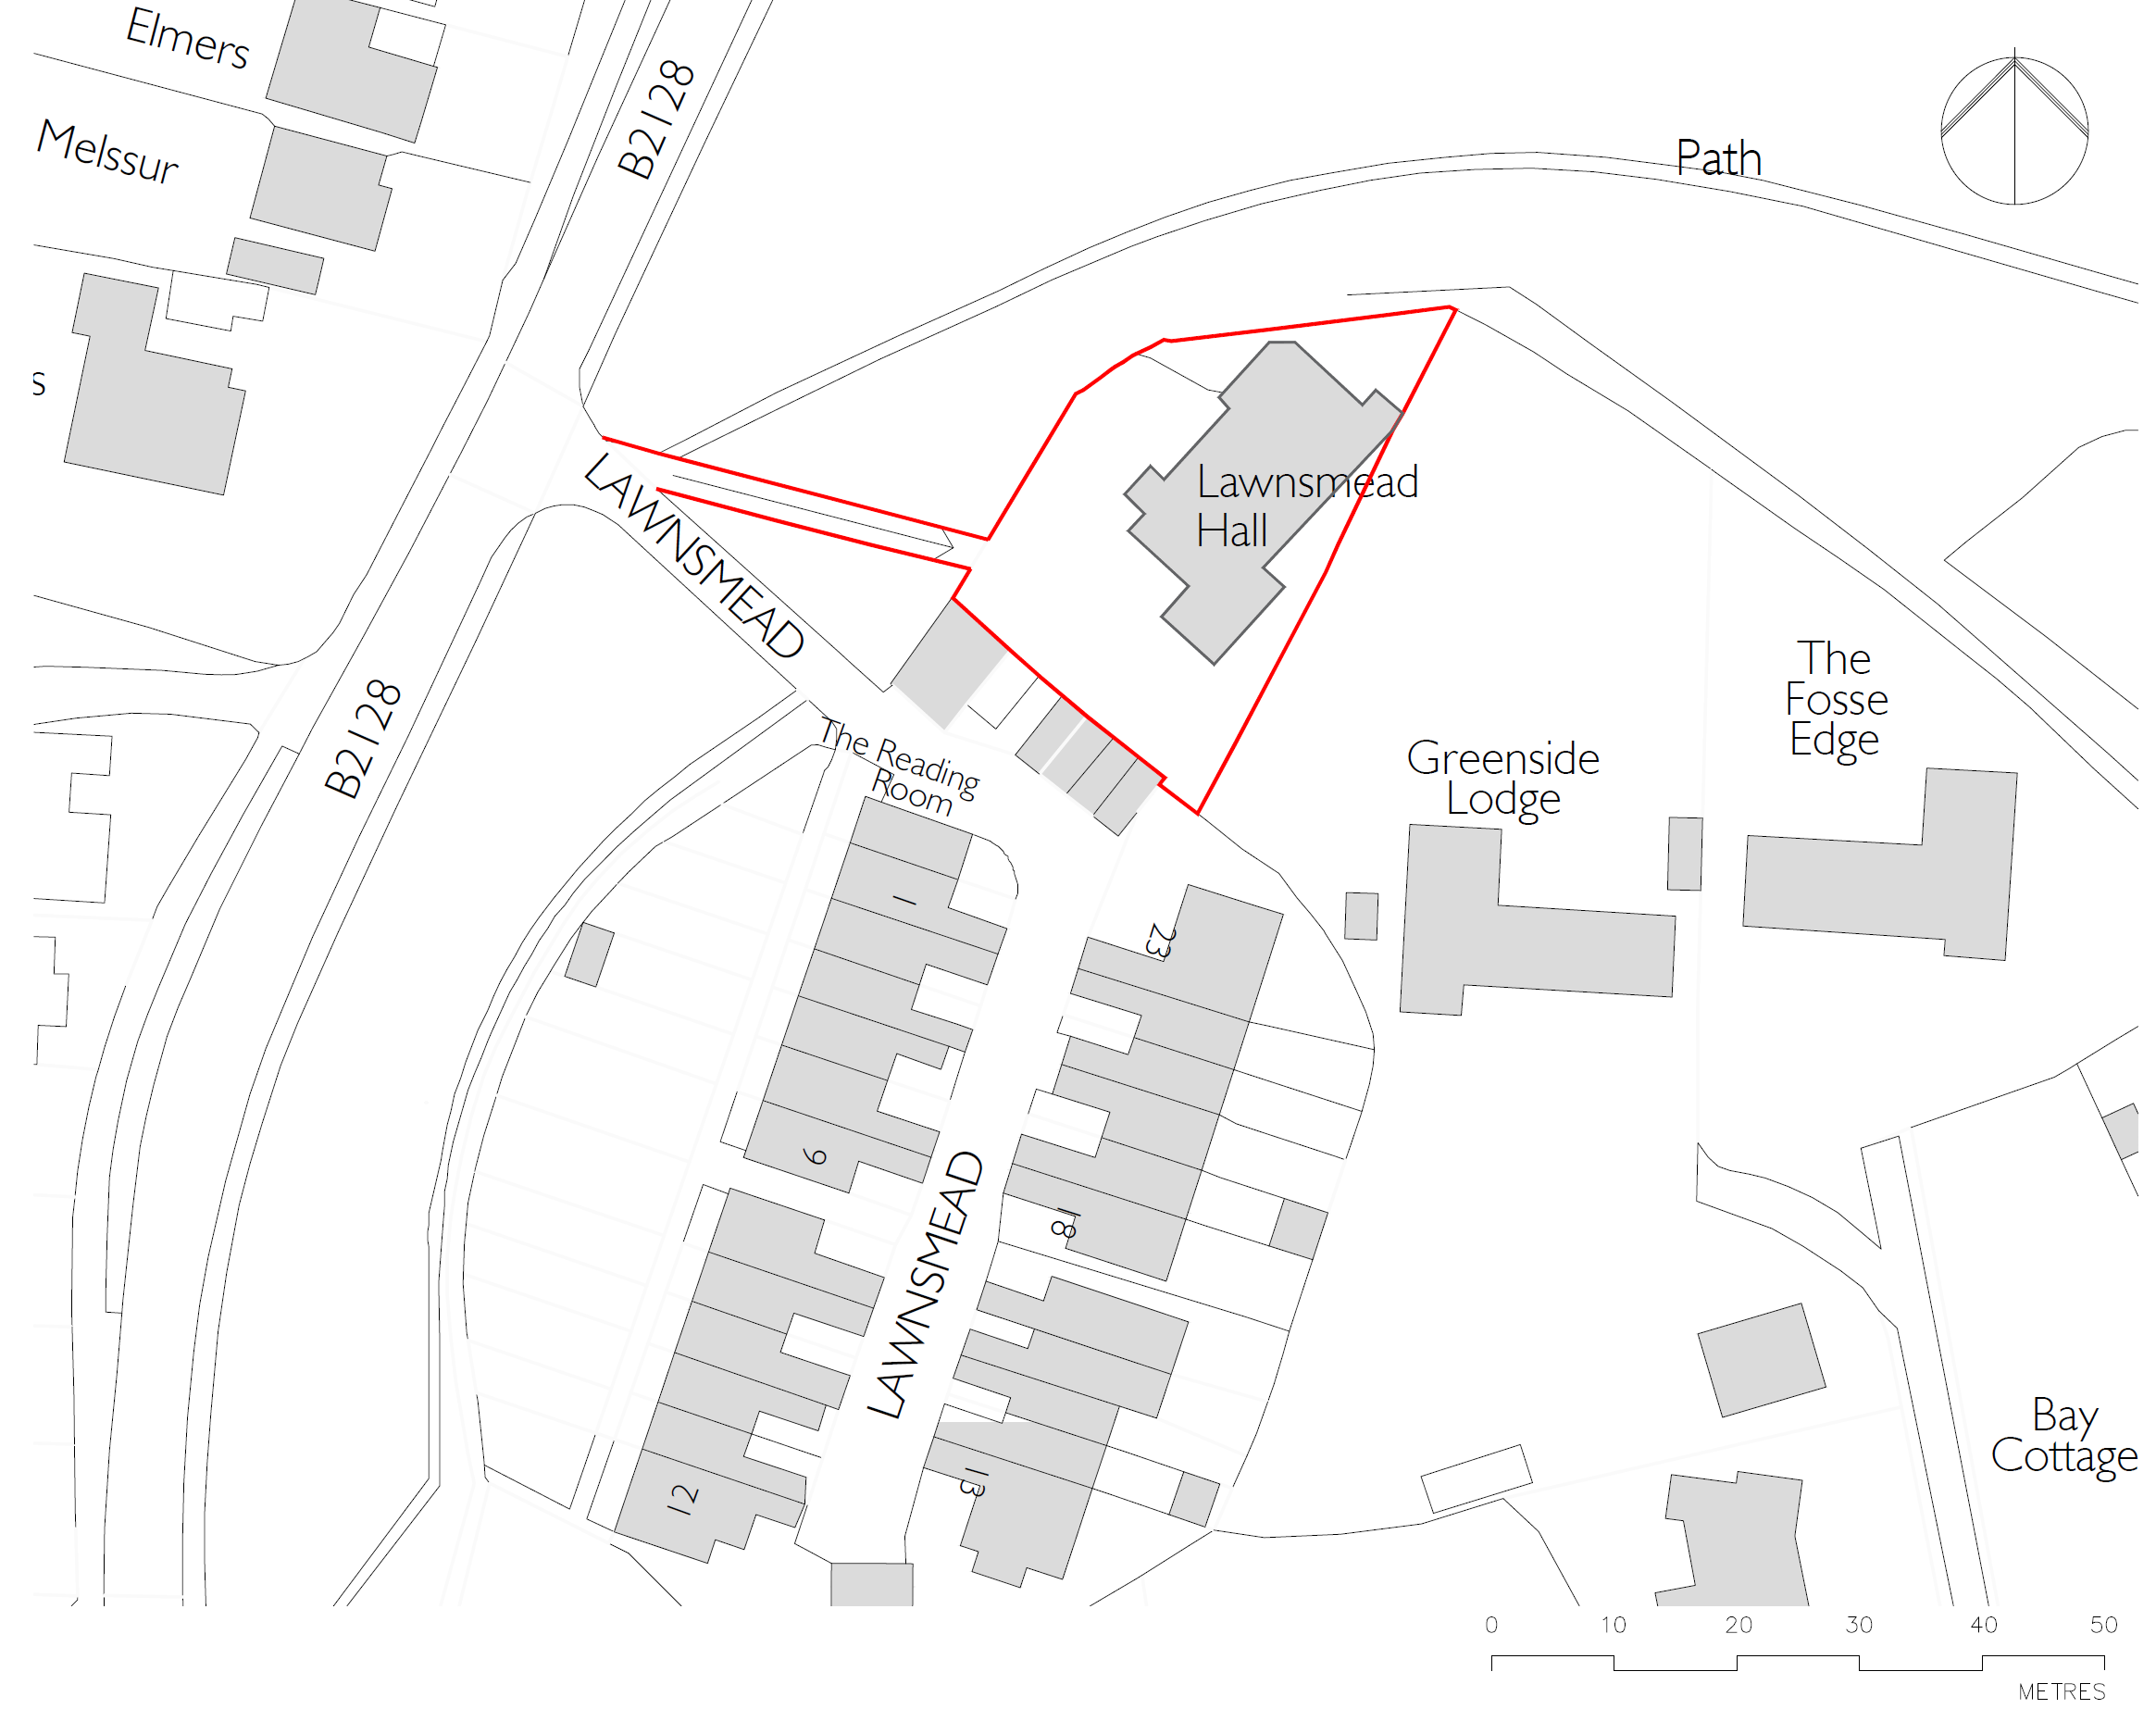 Elmers
B2128
Melssur
Path
s
Lawnsmead
Hall
LAWNSMEAD
The
Fosse
Edge
B2128
The Reading
Room
Greenside
Lodge
1
23
9
18
LAWNSMEAD
13
12
Bay
Cottage
0 10 20 30 40 50
METRES